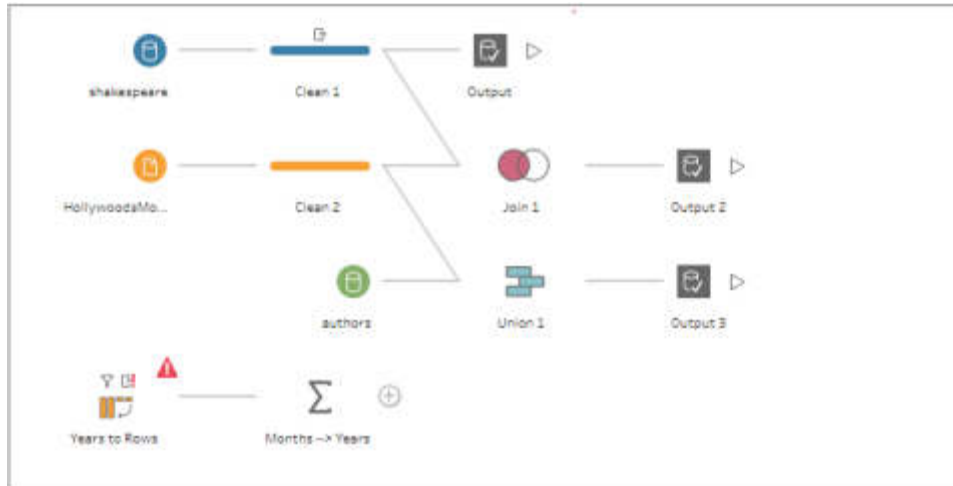 shakespeare
Clean 1
Output
HollywoodsMo...
Clean 2
Join 1
Output 2
authors
Union 1
Output 3
Years to Rows
Months --> Years